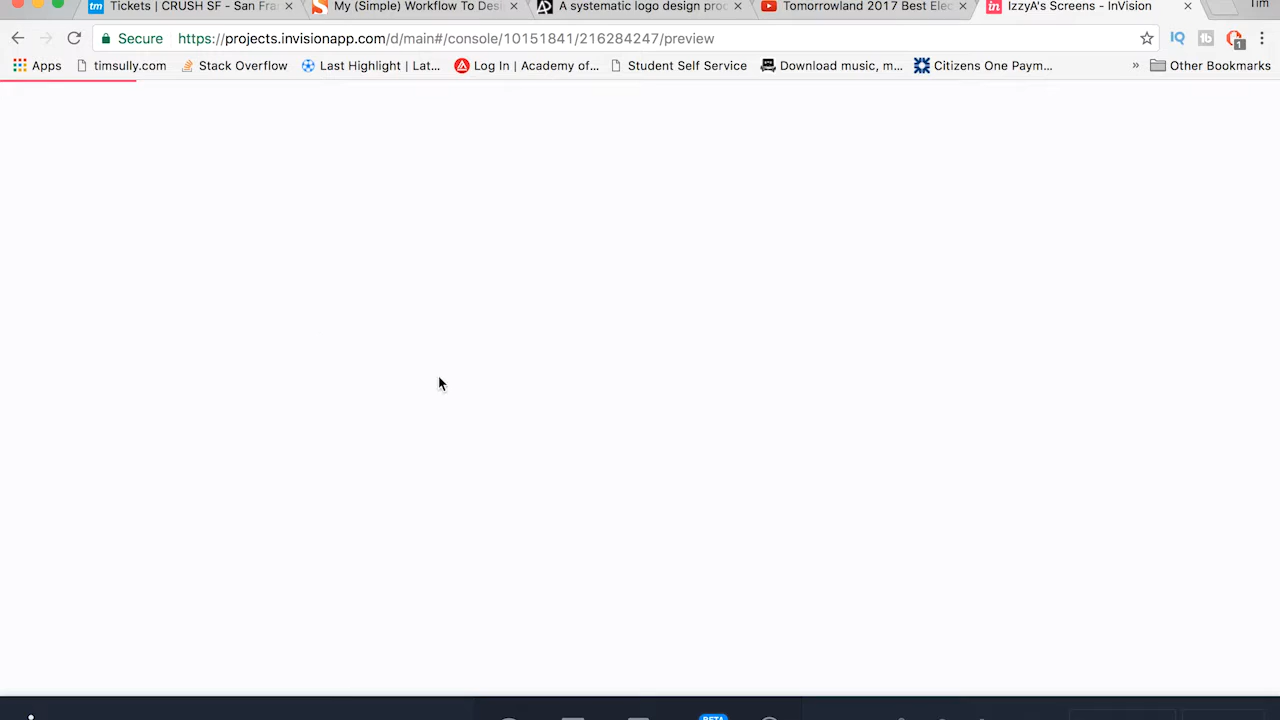 Tickets | CRUSH SF - San Fra
My (Simple) Workflow To Desi
A systematic logo design proc
Tomorrowland 2017 Best Elec
IzzyA's Screens - InVision
Tim
Secure https://projects.invisionapp.com/d/main#/console/10151841/216284247/preview
Apps timsully.com Stack Overflow Last Highlight | Lat... Log In | Academy of... Student Self Service Download music, m... Citizens One Paym... » Other Bookmarks
BETA